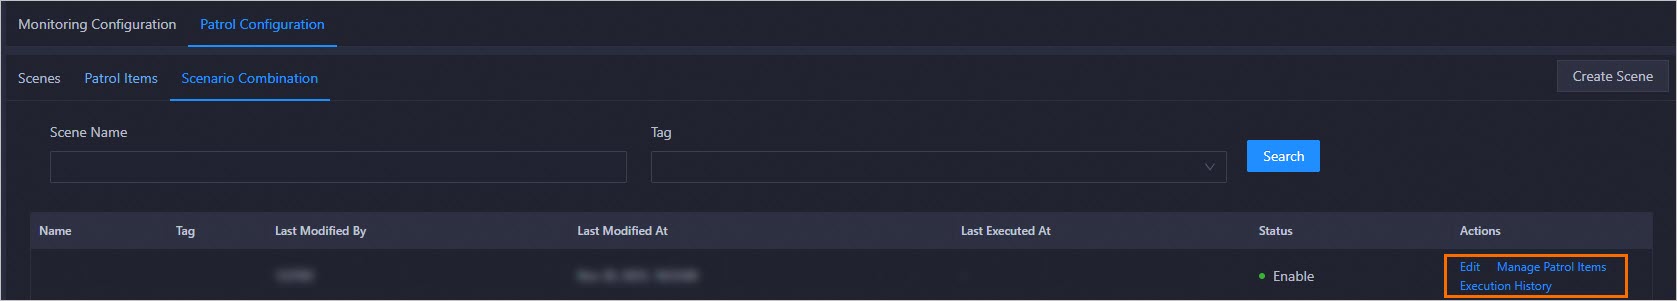 Monitoring Configuration Patrol Configuration
Scenes Patrol Items Scenario Combination Create Scene
Scene Name Tag
Search
Name Tag Last Modified By Last Modified At Last Executed At Status Actions
Enable Edit Manage Patrol Items
Execution History